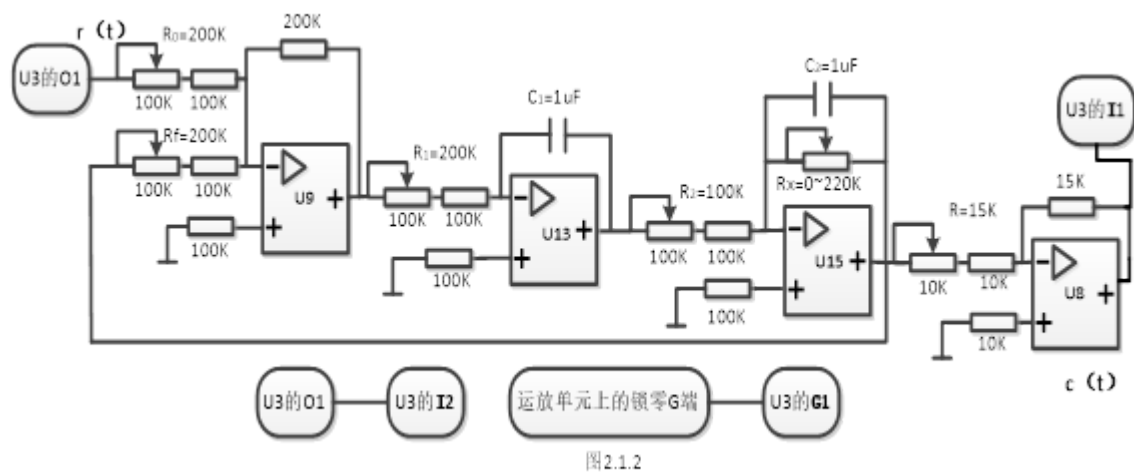 r（t）
R₀=200K
200K
U3的O1
100K
100K
C₂=1uF
C₁=1uF
U3的I1
Rf=200K
R₁=200K
100K
100K
U9
Rx=0~220K
15K
R₂=100K
R=15K
100K
100K
U13
100K
100K
100K
U15
10K
10K
U8
100K
100K
10K
c（t）
U3的O1
U3的I2
运放单元上的锁零G端
U3的G1
图2.1.2